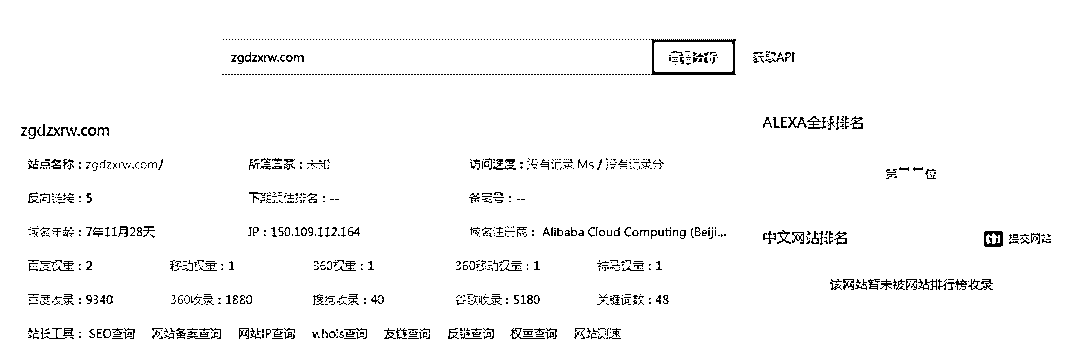 zgdzxrw.com 查看分析 获取API
zgdzxrw.com
ALEXA全球排名
站点名称：zgdzxrw.com/ 所属国家：未知 访问速度：没有记录 Ms / 没有记录分
第一一位
反向链接：5 下期预估排名：-- 备案号：--
域名年龄：7年11月28天 IP：150.109.112.164 域名注册商： Alibaba Cloud Computing (Beiji...
中文网站排名 提交网站
百度权重：2 移动权重：1 360权重：1 360移动权重：1 神马权重：1
该网站暂未被网站排行榜收录
百度收录：9340 360收录：1880 搜狗收录：40 谷歌收录：5180 关键词数：48
站长工具： SEO查询 网站备案查询 网站IP查询 whois查询 友链查询 反链查询 权重查询 网站测速